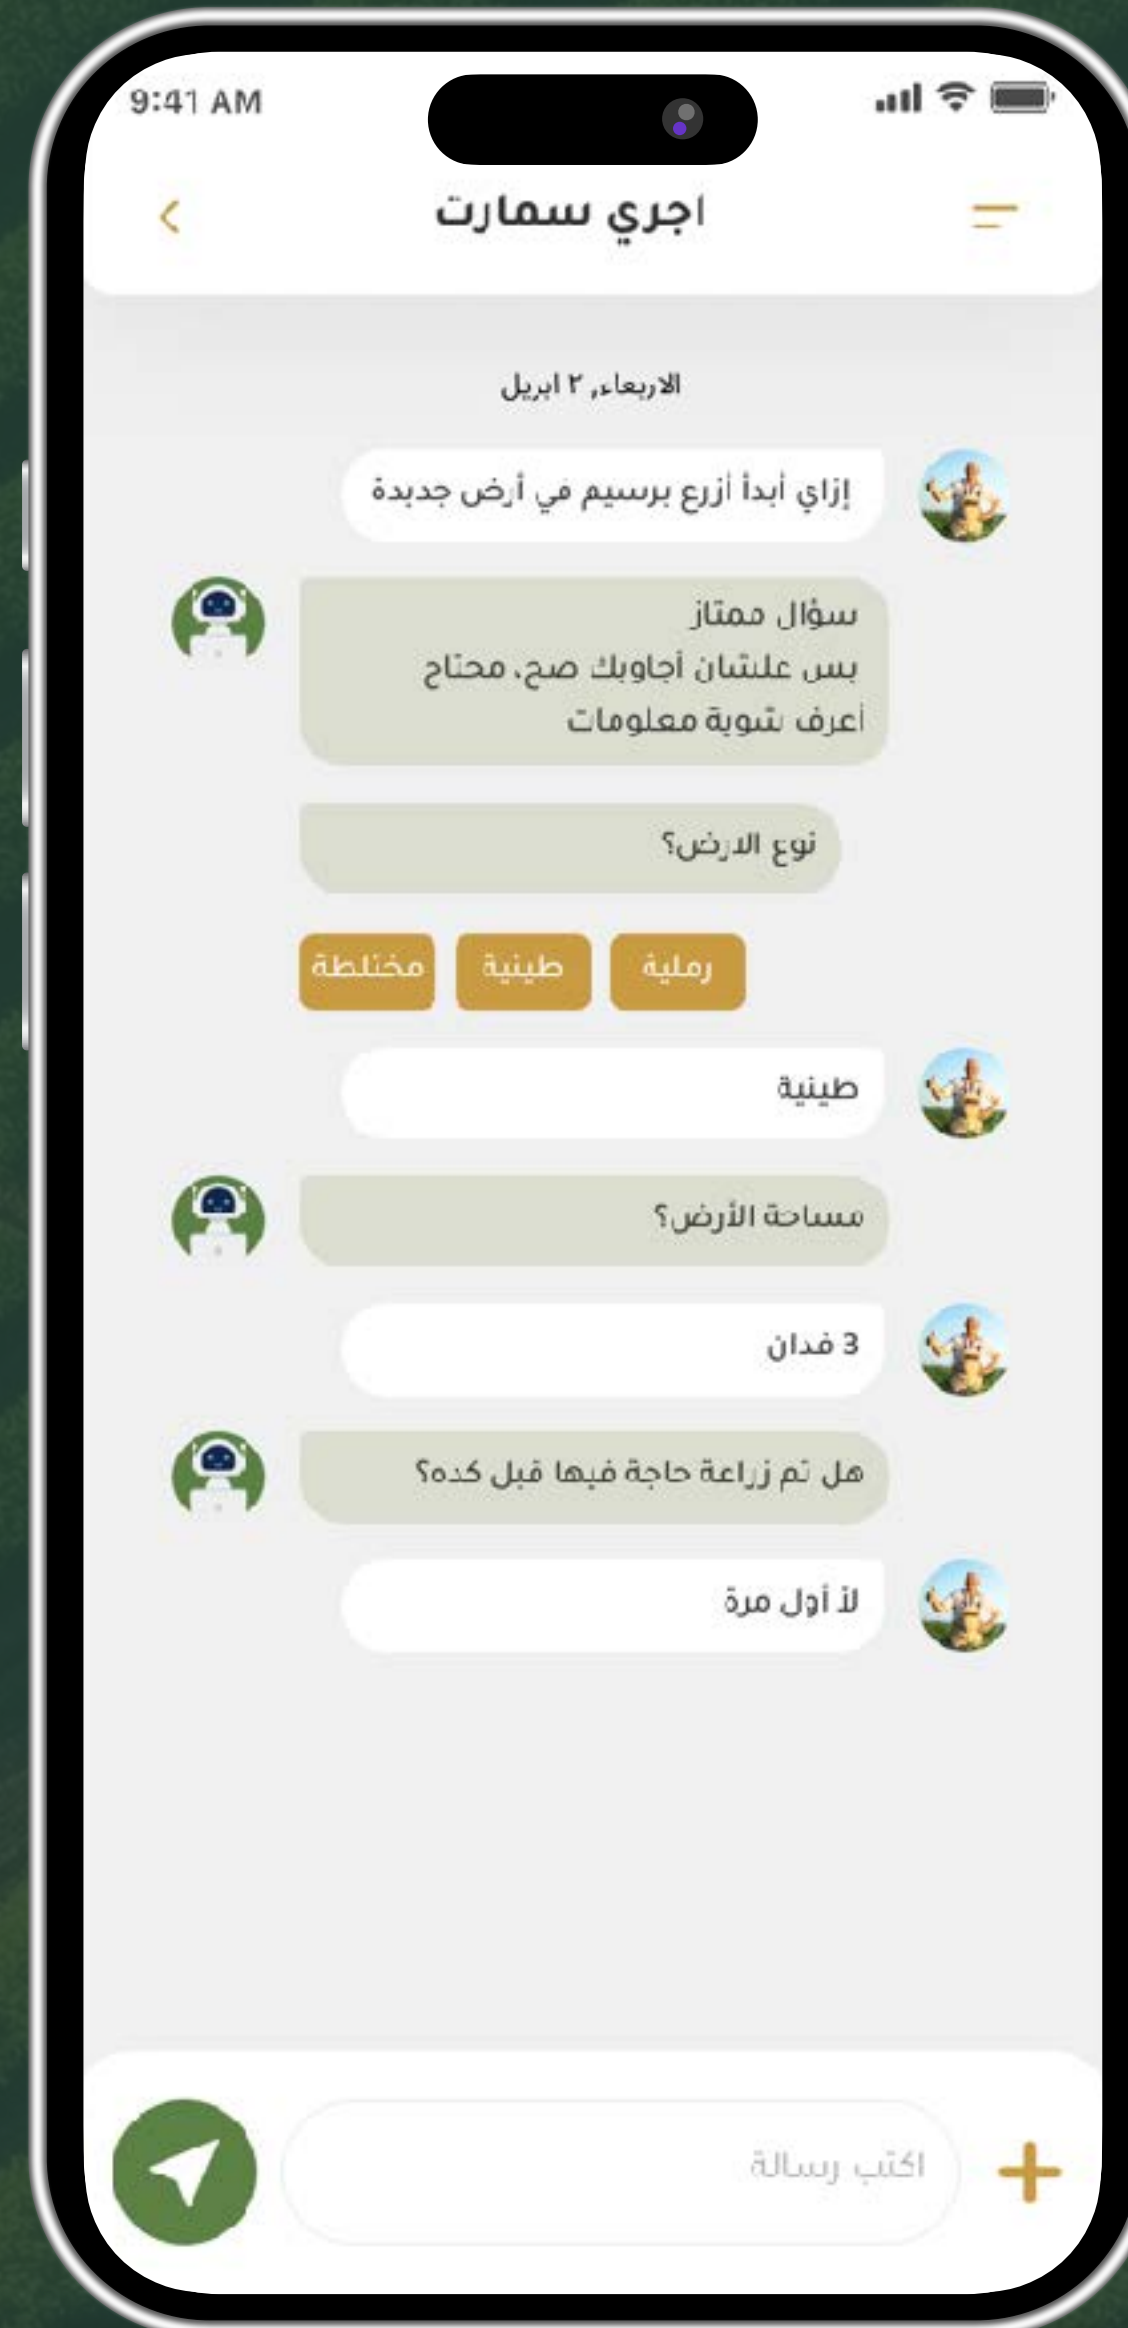 9:41 AM
اجري سمارت
الاربعاء, ٢ ابريل
إزاي أبدأ أزرع برسيم في أرض جديدة
سؤال ممتاز
بس علشان أجاوبك صح، محتاج
أعرف شوية معلومات
نوع الارض؟
رملية
طينية
مختلطة
طينية
مساحة الأرض؟
3 فدان
هل تم زراعة حاجة فيها قبل كده؟
لأ أول مرة
اكتب رسالة